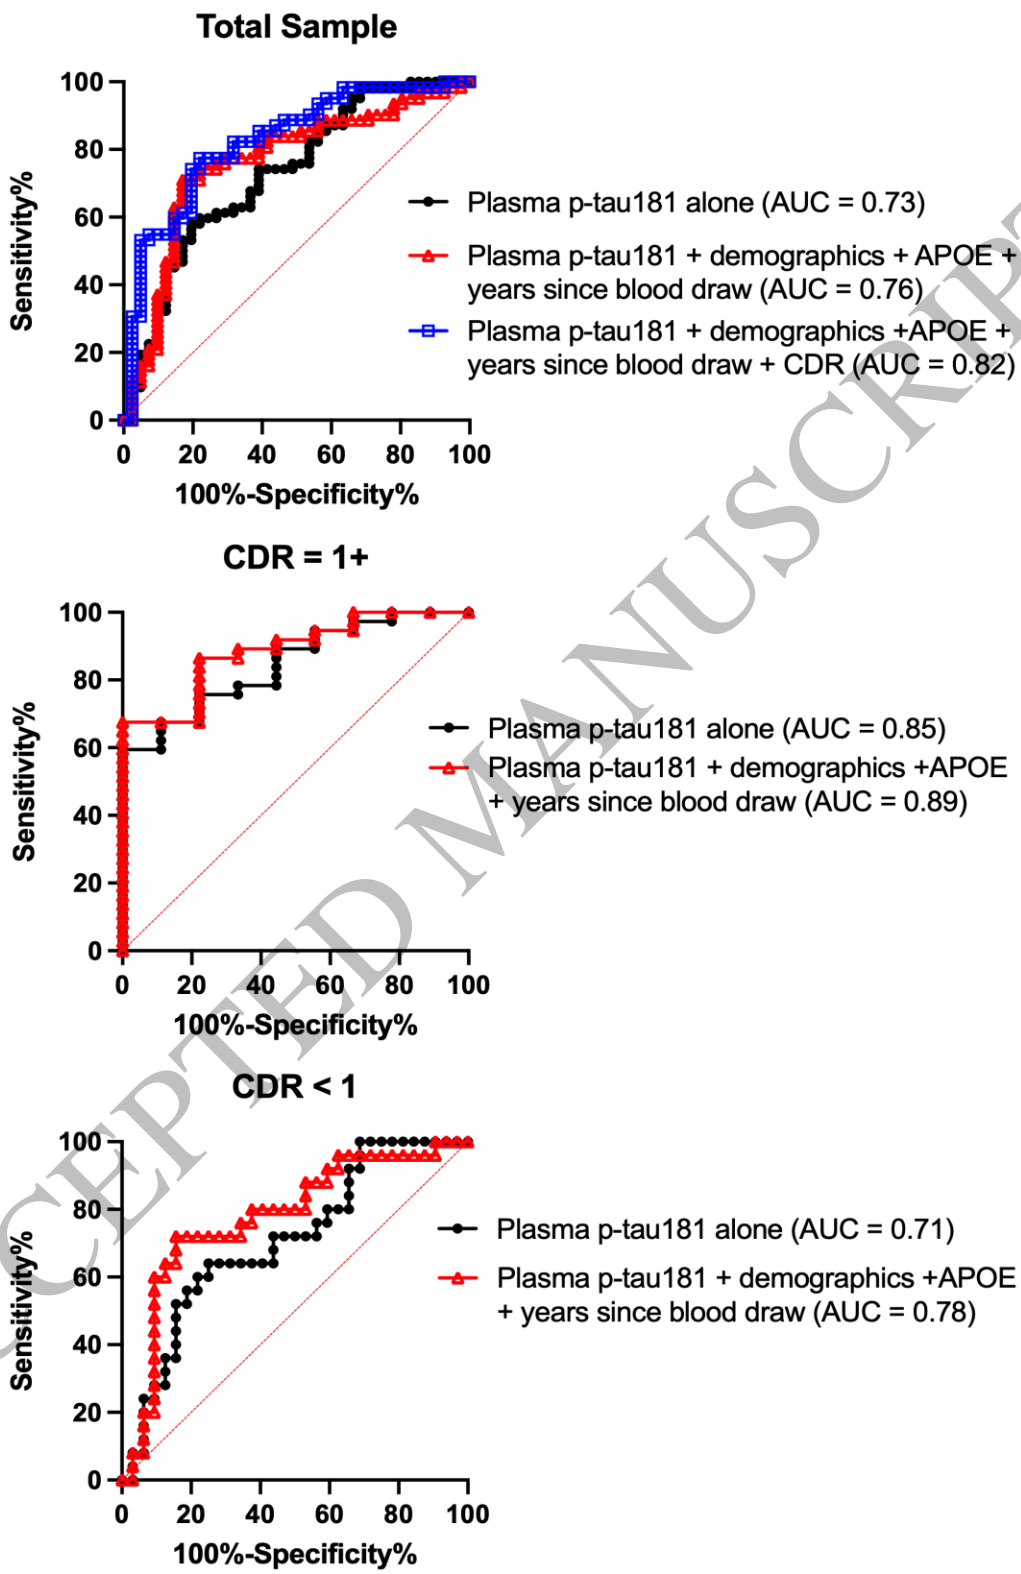 Total Sample
100
80
60
40
20
0
Sensitivity%
0 20 40 60 80 100
100%-Specificity%
Plasma p-tau181 alone (AUC = 0.73)
Plasma p-tau181 + demographics + APOE +
years since blood draw (AUC = 0.76)
Plasma p-tau181 + demographics +APOE +
years since blood draw + CDR (AUC = 0.82)
CDR = 1+
100
80
60
40
20
0
Sensitivity%
0 20 40 60 80 100
100%-Specificity%
Plasma p-tau181 alone (AUC = 0.85)
Plasma p-tau181 + demographics +APOE
+ years since blood draw (AUC = 0.89)
CDR < 1
100
80
60
40
20
0
Sensitivity%
0 20 40 60 80 100
100%-Specificity%
Plasma p-tau181 alone (AUC = 0.71)
Plasma p-tau181 + demographics +APOE
+ years since blood draw (AUC = 0.78)
CEPTED MANUSCRIPT